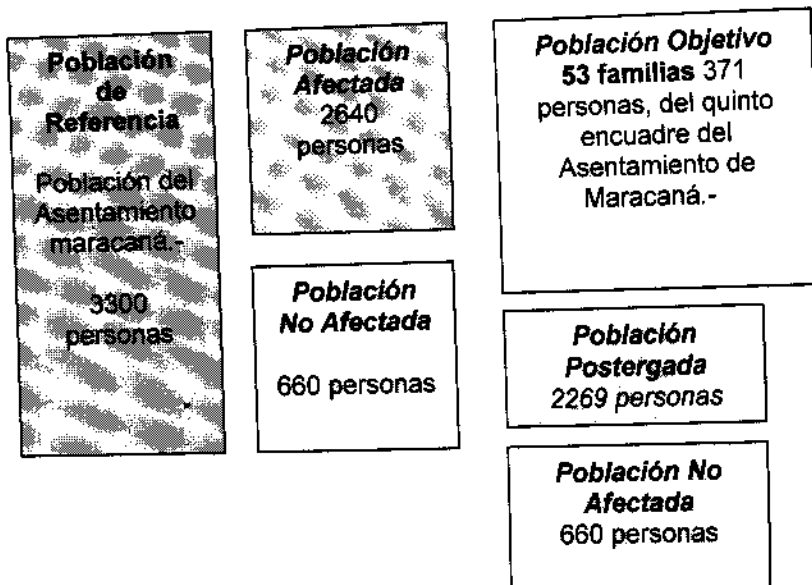 Población
de
Referencia
Población del
Asentamiento
maracaná.-
3300
personas
Población
Afectada
2640
personas
Población
No Afectada
660 personas
Población Objetivo
53 familias 371
personas, del quinto
encuadre del
Asentamiento de
Maracaná.-
Población
Postergada
2269 personas
Población No
Afectada
660 personas